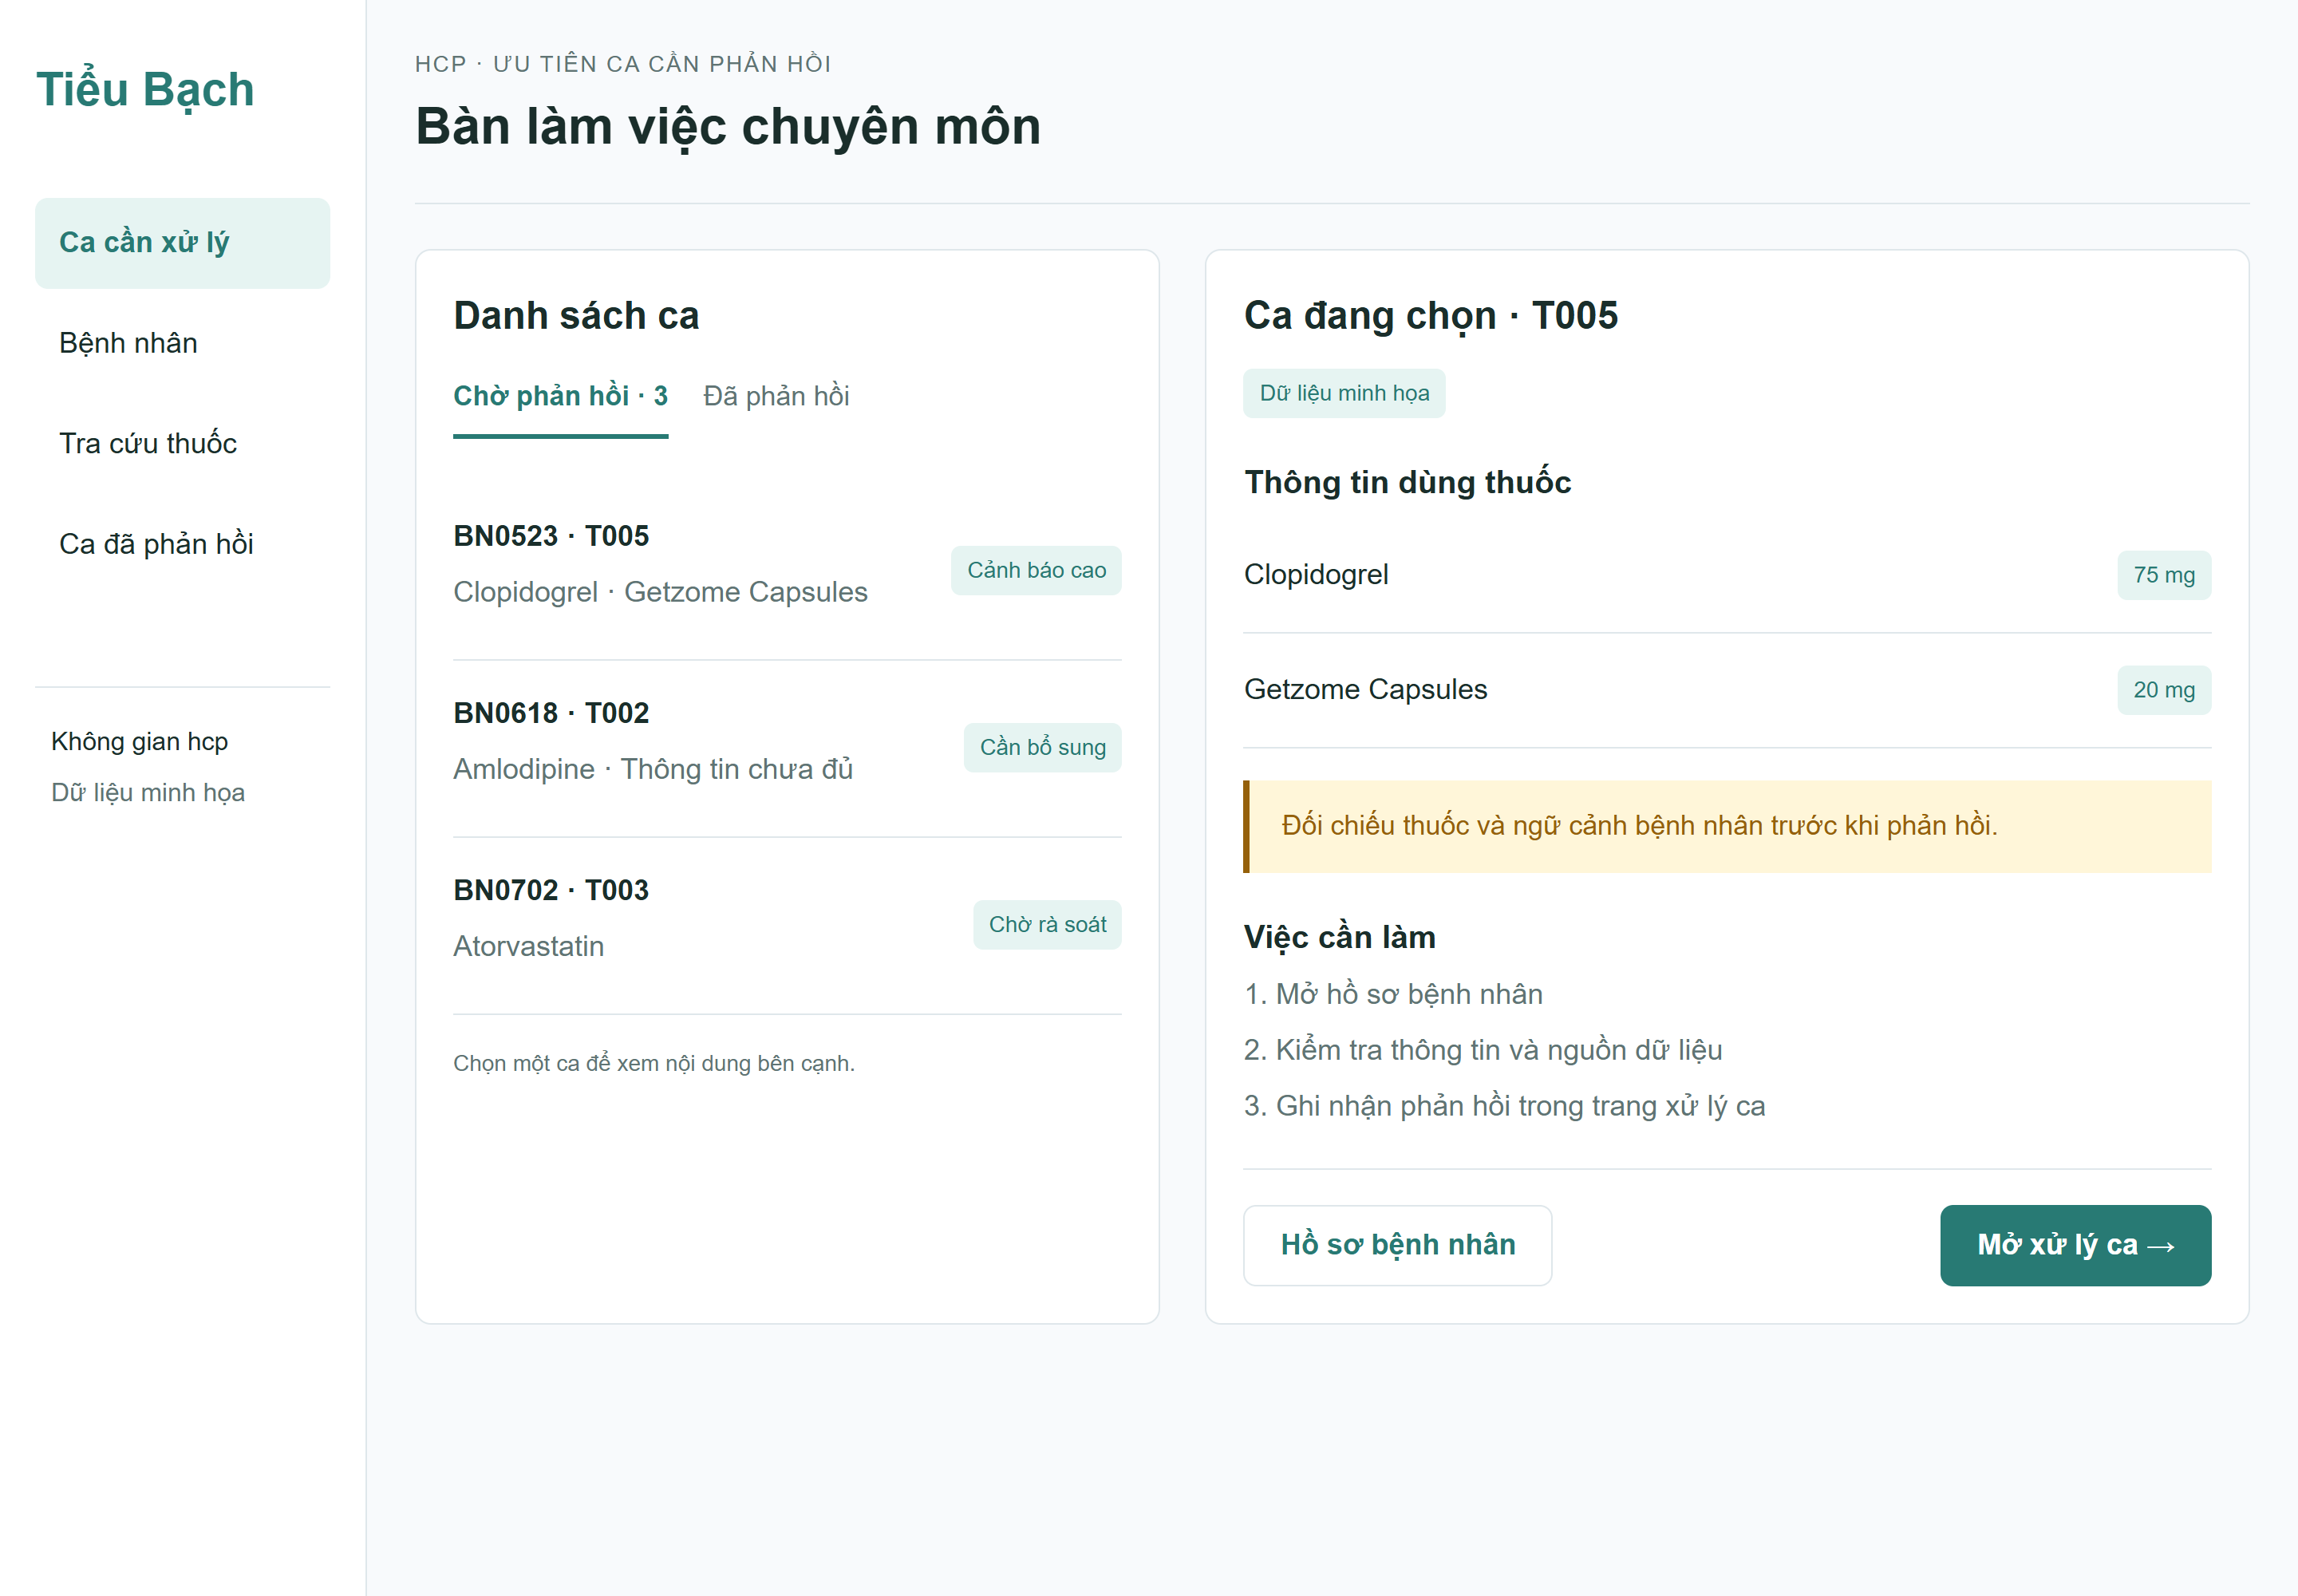 Tiểu Bạch
Ca cần xử lý
Bệnh nhân
Tra cứu thuốc
Ca đã phản hồi
Không gian hcp
Dữ liệu minh họa
HCP · ƯU TIÊN CA CẦN PHẢN HỒI
Bàn làm việc chuyên môn
Danh sách ca
Chờ phản hồi · 3 Đã phản hồi
BN0523 · T005
Clopidogrel · Getzome Capsules
Cảnh báo cao
BN0618 · T002
Amlodipine · Thông tin chưa đủ
Cần bổ sung
BN0702 · T003
Atorvastatin
Chờ rà soát
Chọn một ca để xem nội dung bên cạnh.
Ca đang chọn · T005
Dữ liệu minh họa
Thông tin dùng thuốc
Clopidogrel 75 mg
Getzome Capsules 20 mg
Đối chiếu thuốc và ngữ cảnh bệnh nhân trước khi phản hồi.
Việc cần làm
1. Mở hồ sơ bệnh nhân
2. Kiểm tra thông tin và nguồn dữ liệu
3. Ghi nhận phản hồi trong trang xử lý ca
Hồ sơ bệnh nhân
Mở xử lý ca →